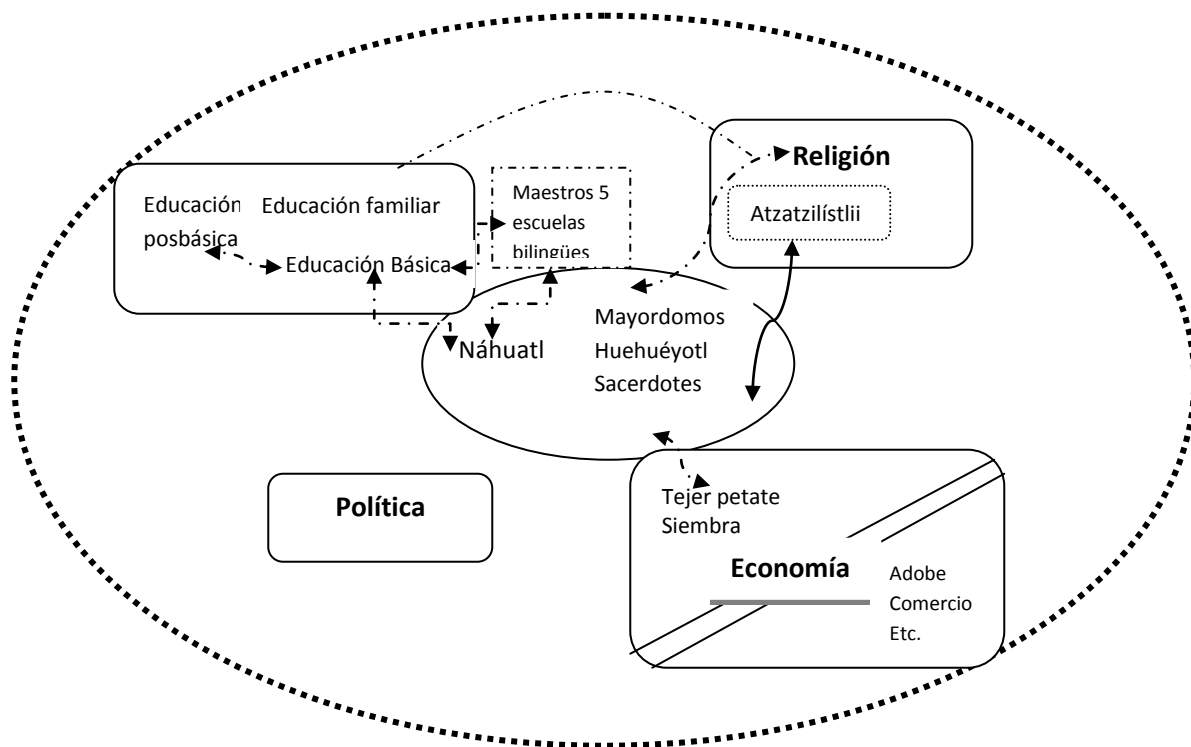 Educación
posbásica
Educación familiar
Educación Básica
Maestros 5
escuelas
bilingües
Religión
Atzatzilístlii
Náhuatl
Mayordomos
Huehuéyotl
Sacerdotes
Política
Tejer petate
Siembra
Economía
Adobe
Comercio
Etc.